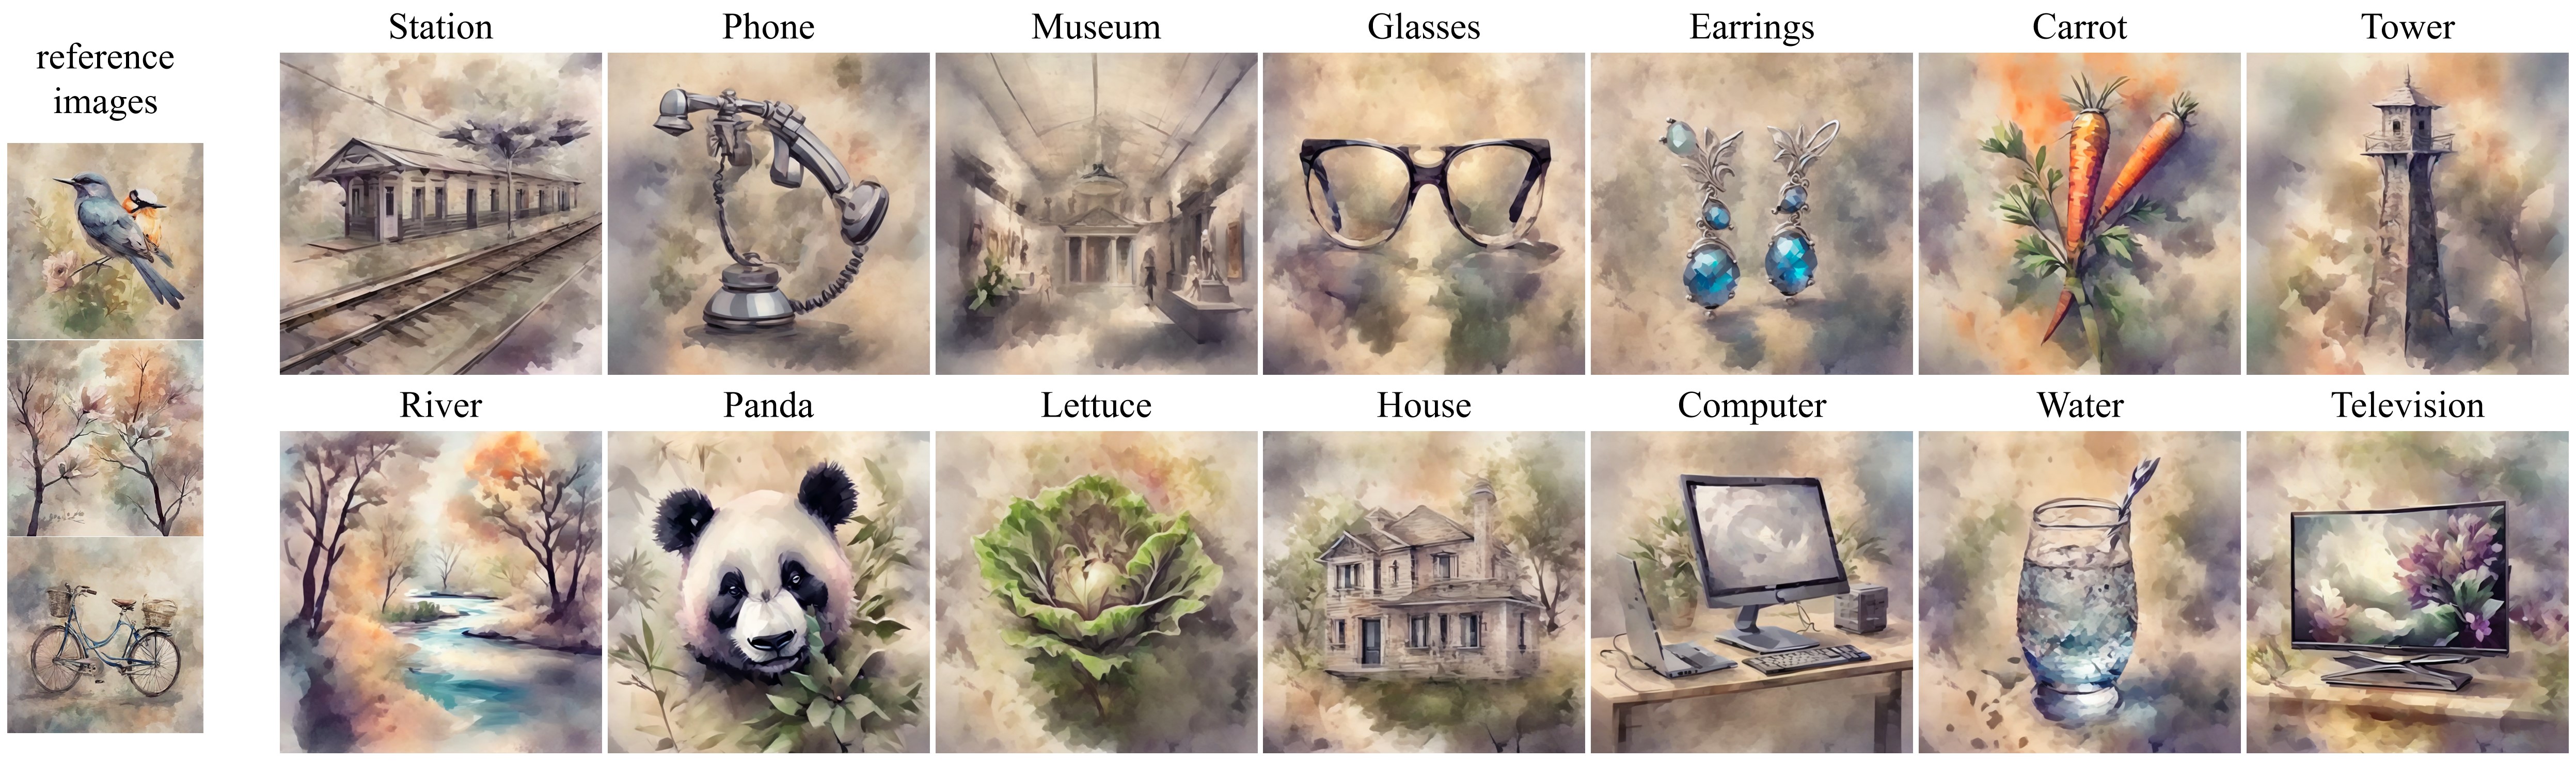 reference
images
Station
Phone
Museum
Glasses
Earrings
Carrot
Tower
River
Panda
Lettuce
House
Computer
Water
Television